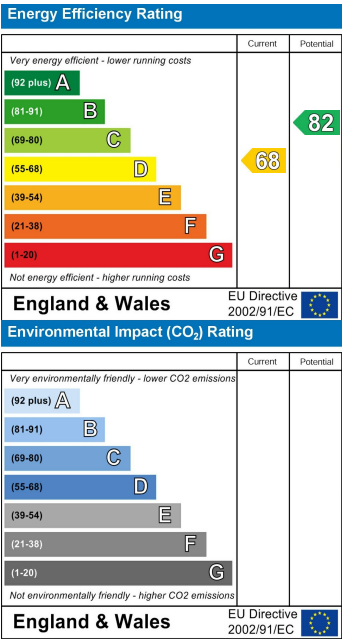 Energy Efficiency Rating
Current Potential
Very energy efficient - lower running costs
(92 plus) A
(81-91) B
(69-80) C
(55-68) D
(39-54) E
(21-38) F
(1-20) G
68
82
Not energy efficient - higher running costs
England & Wales
EU Directive
2002/91/EC
Environmental Impact (CO₂) Rating
Current Potential
Very environmentally friendly - lower CO2 emissions
(92 plus) A
(81-91) B
(69-80) C
(55-68) D
(39-54) E
(21-38) F
(1-20) G
Not environmentally friendly - higher CO2 emissions
England & Wales
EU Directive
2002/91/EC